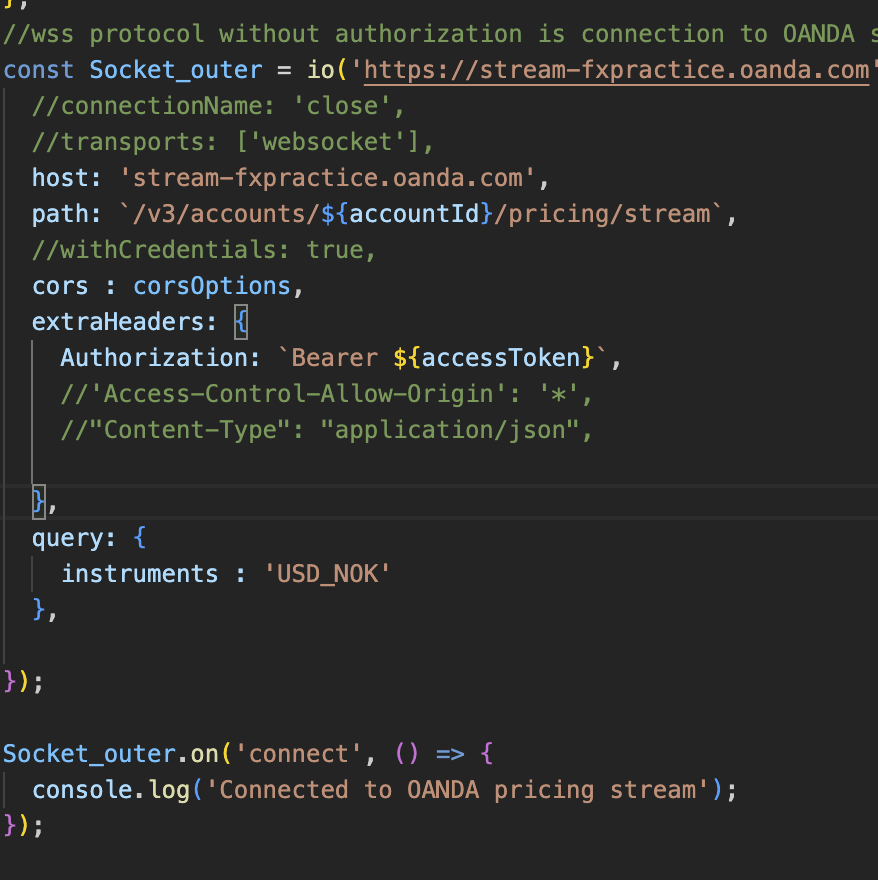 };
//wss protocol without authorization is connection to OANDA s
const Socket_outer = io('https://stream-fxpractice.oanda.com'
//connectionName: 'close',
//transports: ['websocket'],
host: 'stream-fxpractice.oanda.com',
path: `/v3/accounts/${accountId}/pricing/stream`,
//withCredentials: true,
cors : corsOptions,
extraHeaders: {
Authorization: `Bearer ${accessToken}`,
//'Access-Control-Allow-Origin': '*',
//"Content-Type": "application/json",
},
query: {
instruments : 'USD_NOK'
},
});
Socket_outer.on('connect', () => {
console.log('Connected to OANDA pricing stream');
});